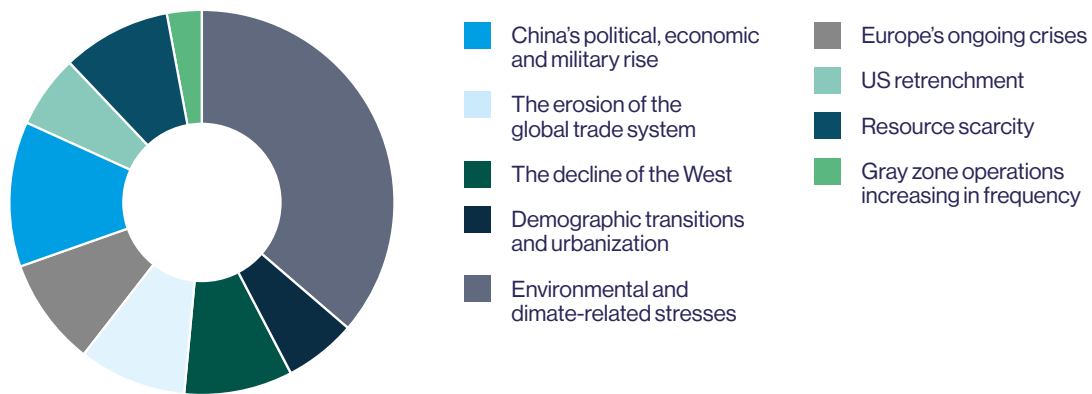 China’s political, economic
and military rise
The erosion of the
global trade system
The decline of the West
Demographic transitions
and urbanization
Environmental and
dimate-related stresses
Europe’s ongoing crises
US retrenchment
Resource scarcity
Gray zone operations
increasing in frequency